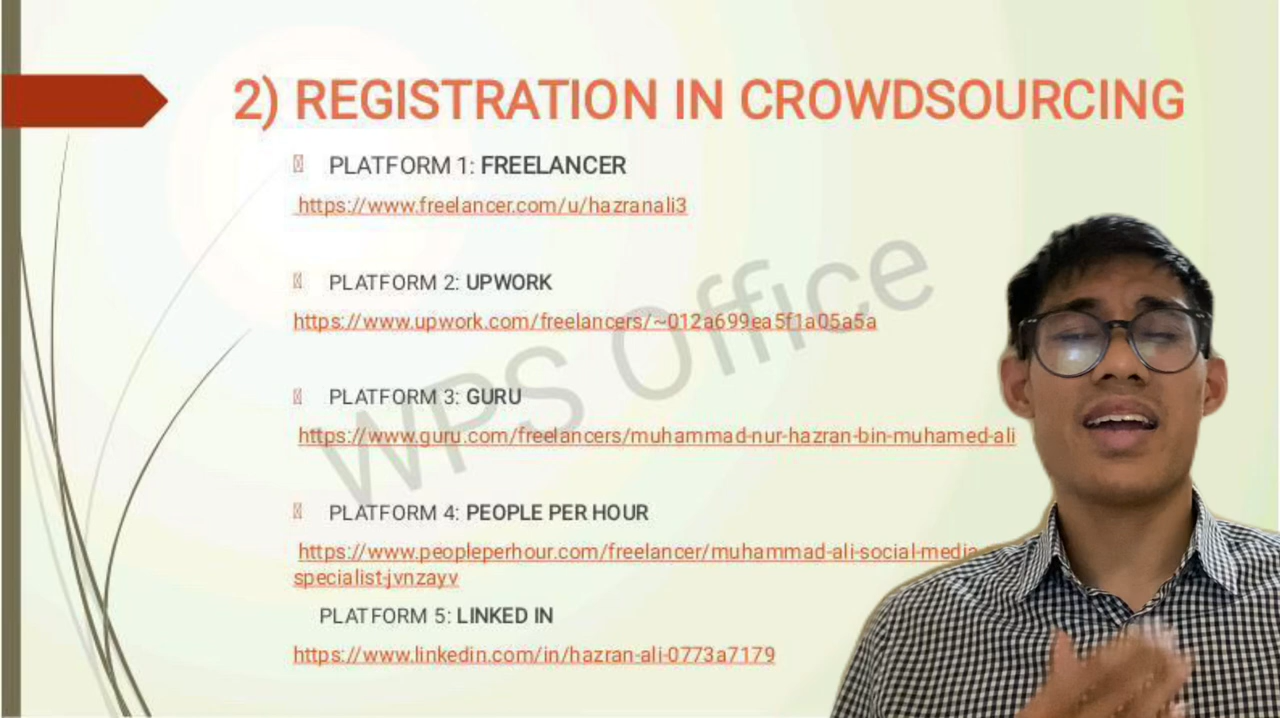 2) REGISTRATION IN CROWDSOURCING
PLATFORM 1: FREELANCER
https://www.freelancer.com/u/hazranali3
PLATFORM 2: UPWORK
https://www.upwork.com/freelancers/~012a699ea5f1a05a5a
PLATFORM 3: GURU
https://www.guru.com/freelancers/muhammad-nur-hazran-bin-muhamed-ali
PLATFORM 4: PEOPLE PER HOUR
https://www.peopleperhour.com/freelancer/muhammad-ali-social-media-
specialist-jvnzayv
PLATFORM 5: LINKED IN
https://www.linkedin.com/in/hazran-ali-0773a7179
WPS Office